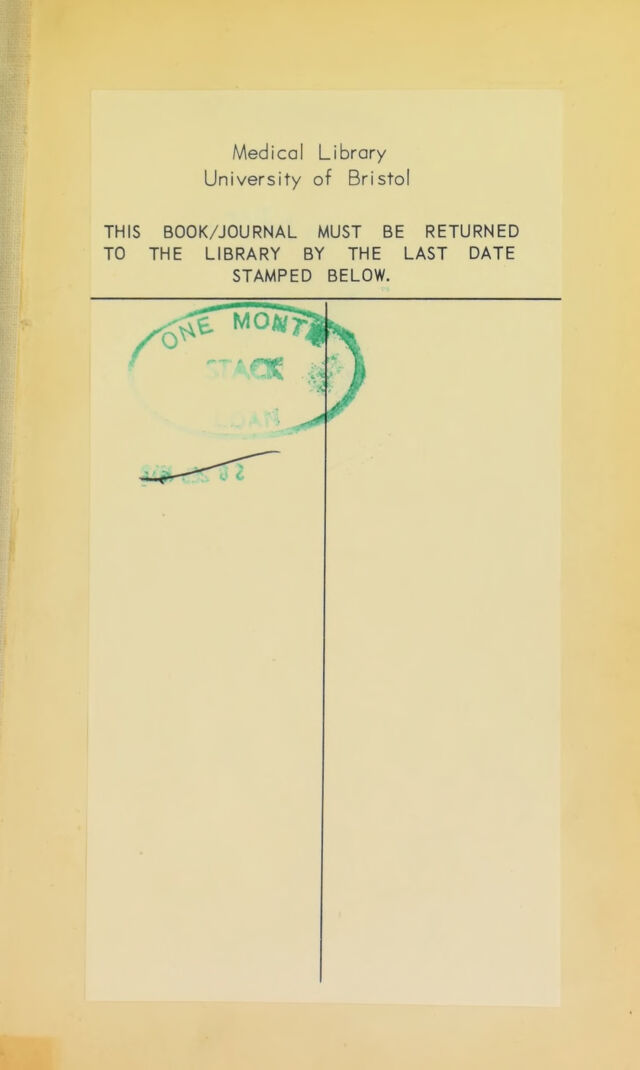 Medical Library
University of Bristol
THIS BOOK/JOURNAL MUST BE RETURNED
TO THE LIBRARY BY THE LAST DATE
STAMPED BELOW.
ONE MONTH
STACK
LOAN